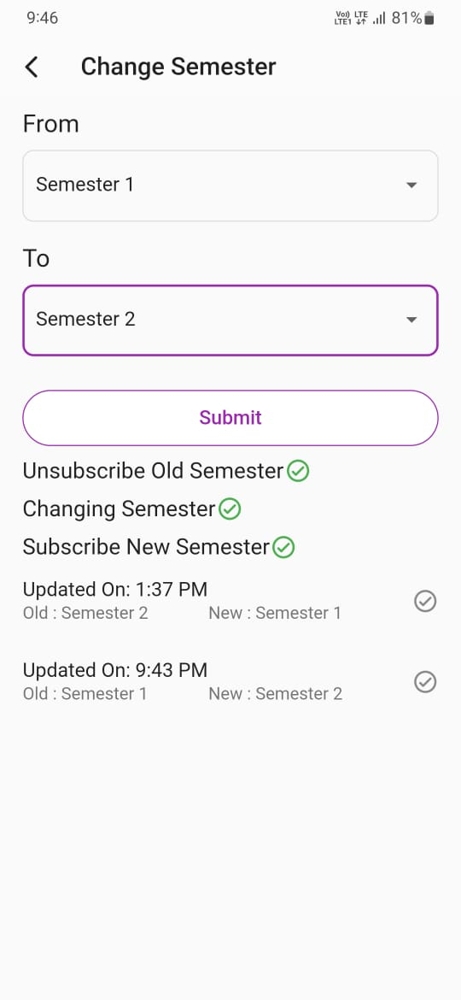 9:46
Vo)) LTE
LTE1
81%
Change Semester
From
Semester 1
To
Semester 2
Submit
Unsubscribe Old Semester
Changing Semester
Subscribe New Semester
Updated On: 1:37 PM
Old : Semester 2 New : Semester 1
Updated On: 9:43 PM
Old : Semester 1 New : Semester 2